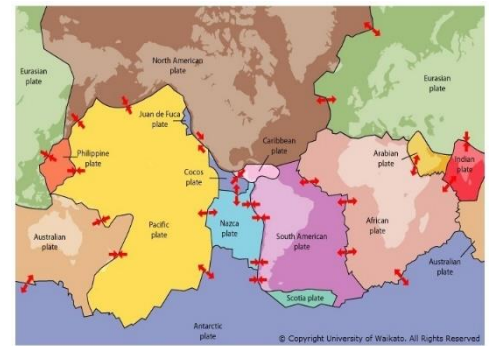 North American
plate
Eurasian
plate
Eurasian
plate
Juan de Fuca
plate
Caribbean
plate
Philippine
plate
Arabian
plate
Indian
plate
Cocos
plate
Australian
plate
Pacific
plate
Nazca
plate
South American
plate
African
plate
Australian
plate
Scotia plate
Antarctic
plate
© Copyright University of Waikato. All Rights Reserved